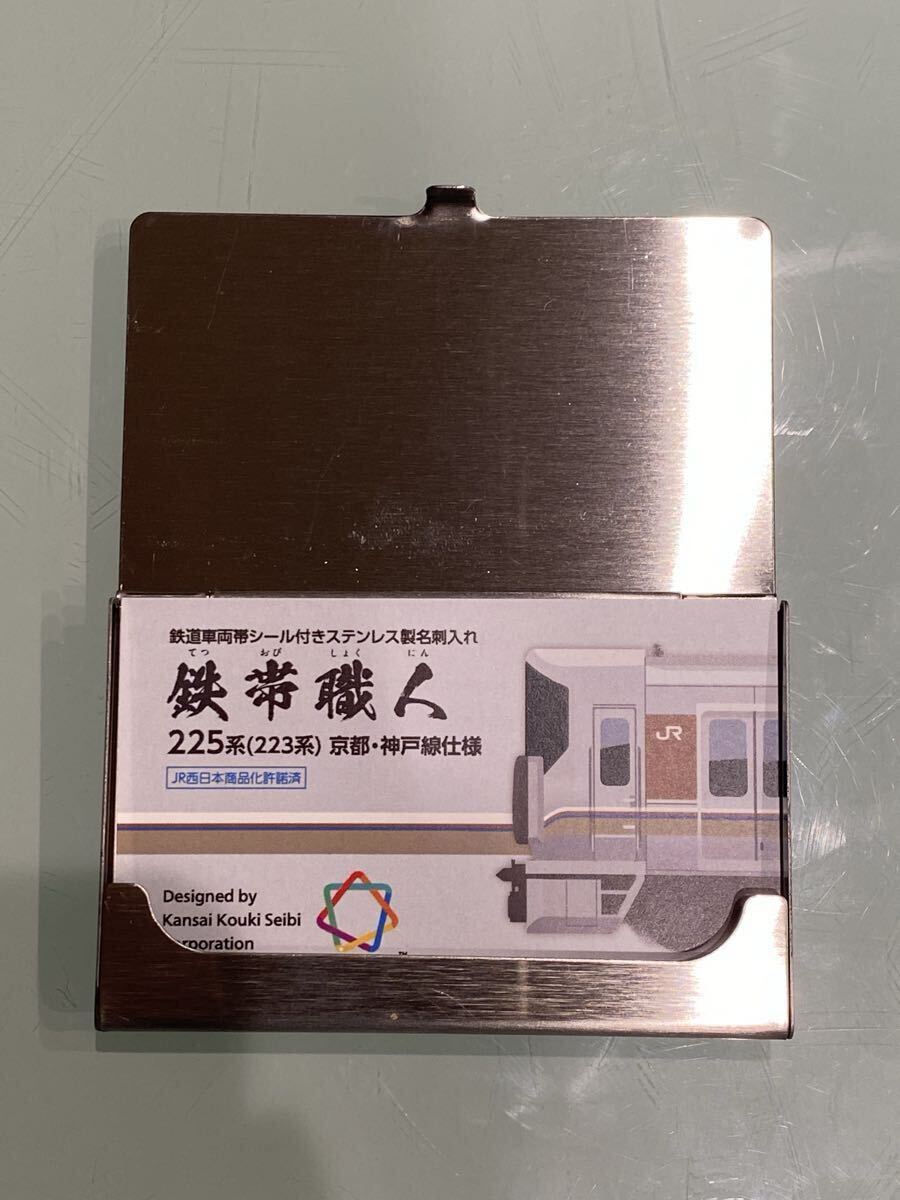 鉄道車両帯シール付きステンレス製名刺入れ
てつ おび しょく にん
鉄帯職人
225系(223系) 京都・神戸線仕様
JR西日本商品化許諾済
JR
Designed by
Kansai Kouki Seibi
orporation
TM